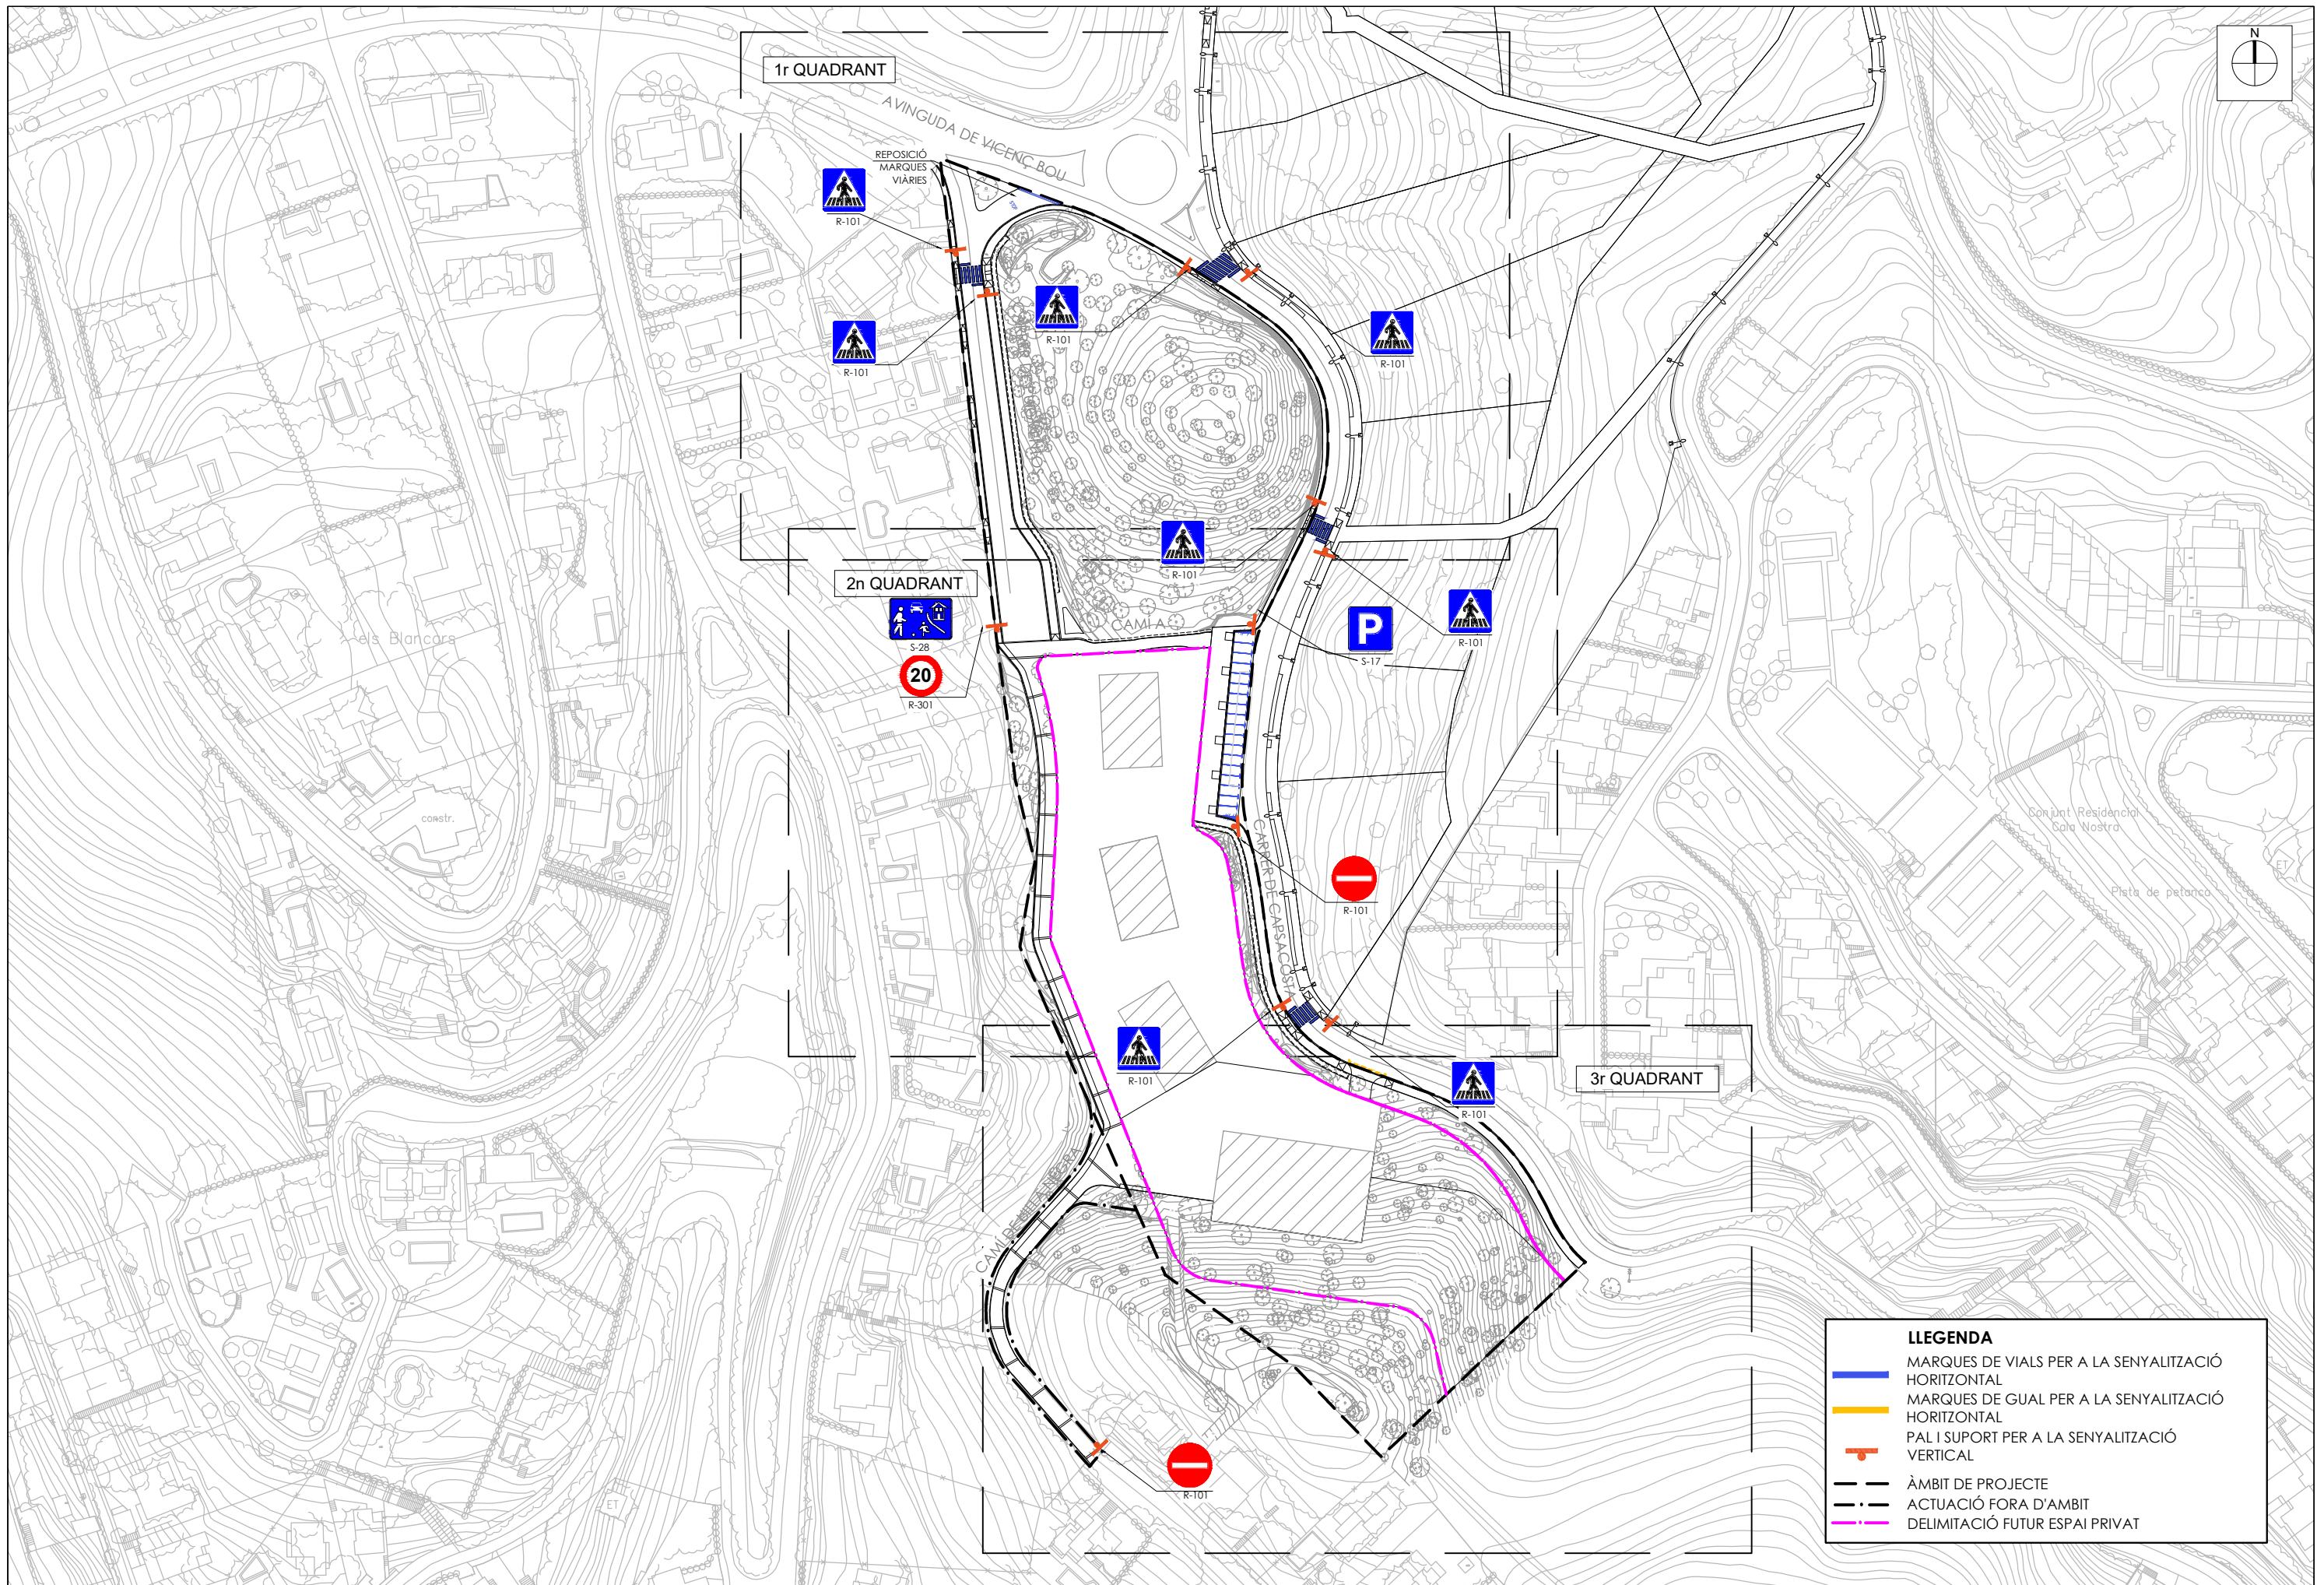 1r QUADRANT
N
AVINGUDA DE VICENÇ BOU
REPOSICIÓ
MARQUES
VIÀRIES
STOP
R-101
R-101
R-101
R-101
R-101
2n QUADRANT
S-28
20
R-301
CAMÍ A
P
S-17
R-101
els Blancars
constr.
Conjunt Residencial
Cala Nostra
ET
Pista de petanca
CARRER DE CAPSACOSTA
R-101
R-101
R-101
3r QUADRANT
CAMÍ DE
ET
R-101
LLEGENDA
MARQUES DE VIALS PER A LA SENYALITZACIÓ
HORITZONTAL
MARQUES DE GUAL PER A LA SENYALITZACIÓ
HORITZONTAL
PAL I SUPORT PER A LA SENYALITZACIÓ
VERTICAL
ÀMBIT DE PROJECTE
ACTUACIÓ FORA D'AMBIT
DELIMITACIÓ FUTUR ESPAI PRIVAT